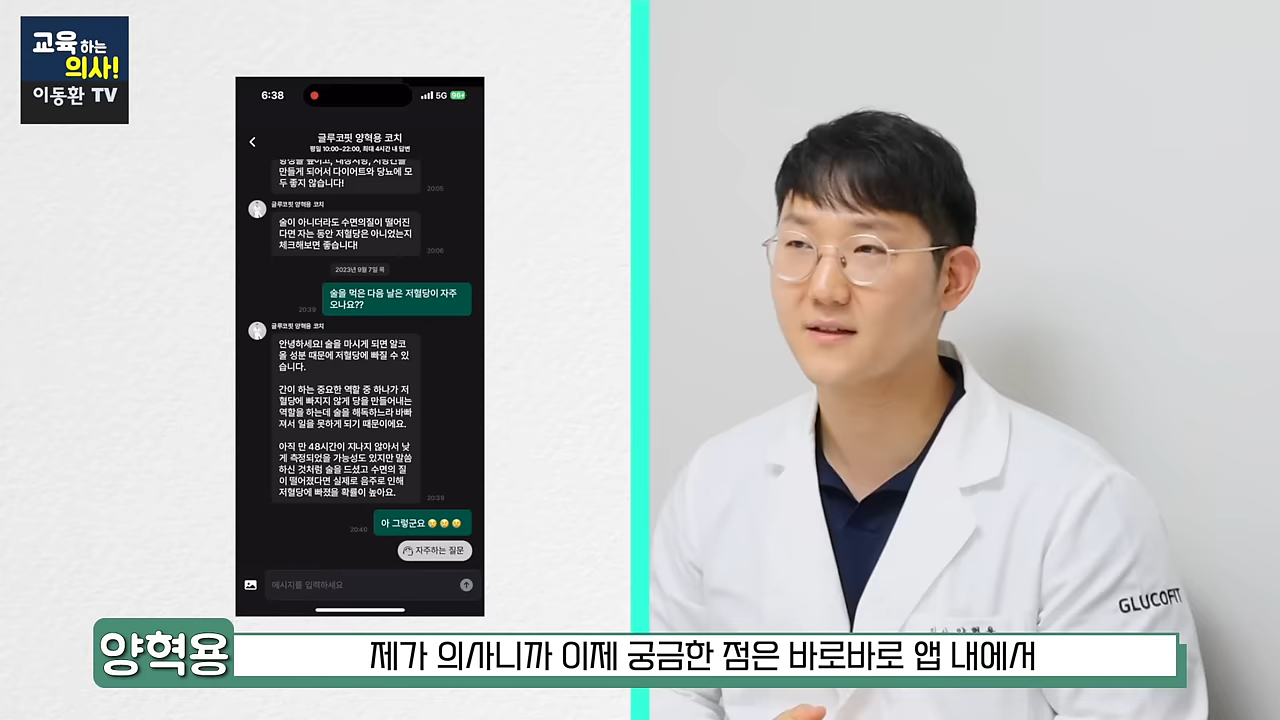 교육하는
의사!
이동환 TV
6:38
5G 96+
글루코핏 양혁용 코치
평일 10:00~22:00, 최대 4시간 내 답변
만들게 되어서 다이어트와 당뇨에 모
두 좋지 않습니다!
20:05
글루코핏 양혁용 코치
술이 아니더라도 수면의질이 떨어진
다면 자는 동안 저혈당은 아니었는지
체크해보면 좋습니다!
20:06
2023년 9월 7일 목
술을 먹은 다음 날은 저혈당이 자주
오나요??
20:39
글루코핏 양혁용 코치
안녕하세요! 술을 마시게 되면 알코
올 성분 때문에 저혈당에 빠질 수 있
습니다.
간이 하는 중요한 역할 중 하나가 저
혈당에 빠지지 않게 당을 만들어내는
역할을 하는데 술을 해독하느라 바빠
져서 일을 못하게 되기 때문이에요.
아직 만 48시간이 지나지 않아서 낮
게 측정되었을 가능성도 있지만 말씀
하신 것처럼 술을 드셨고 수면의 질
이 떨어졌다면 실제로 음주로 인해
저혈당에 빠졌을 확률이 높아요.
20:39
아 그렇군요 😢😢😢
20:40
자주하는 질문
메시지를 입력하세요
GLUCOFIT
양혁용
제가 의사니까 이제 궁금한 점은 바로바로 앱 내에서